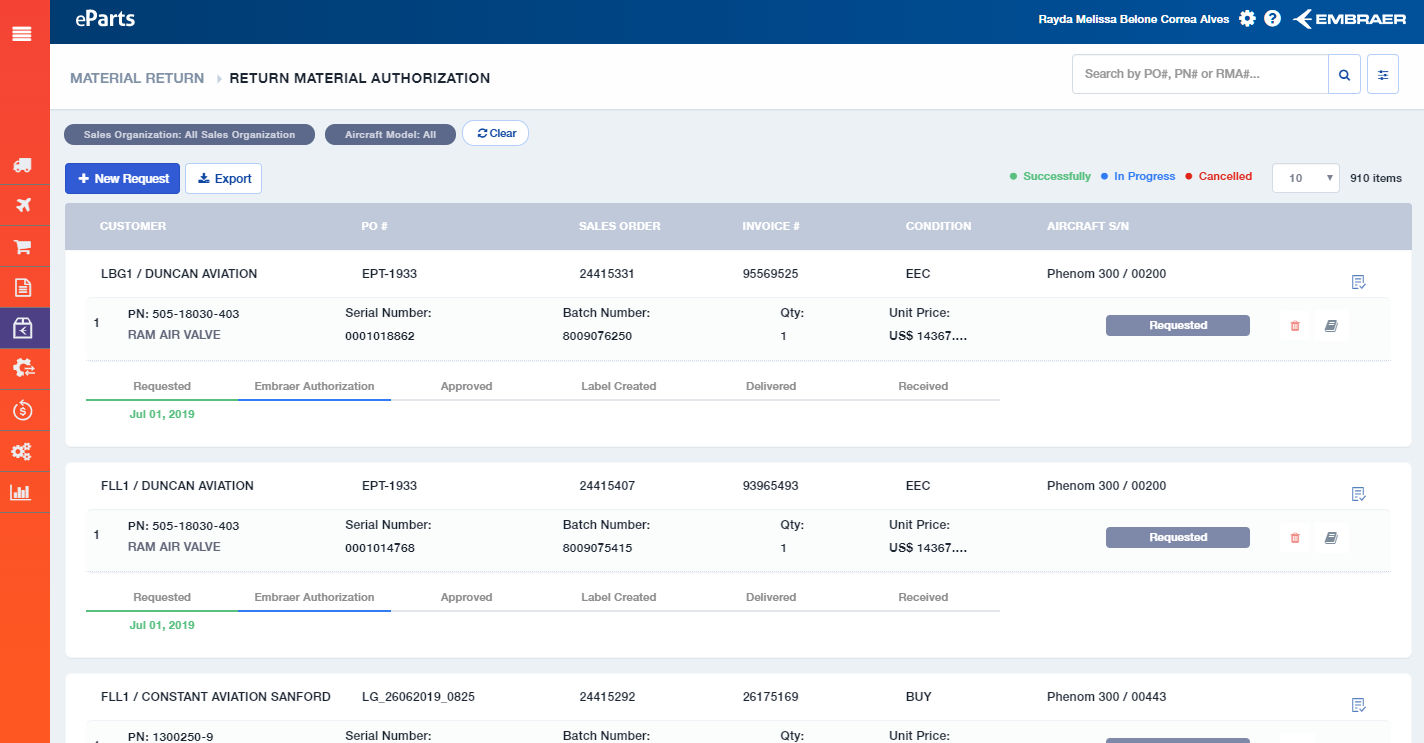 eParts
Rayda Melissa Belone Correa Alves
EMBRAER
MATERIAL RETURN RETURN MATERIAL AUTHORIZATION
Search by PO#, PN# or RMA#...
Sales Organization: All Sales Organization
Aircraft Model: All
Clear
New Request
Export
Successfully
In Progress
Cancelled
10
910 items
CUSTOMER PO # SALES ORDER INVOICE # CONDITION AIRCRAFT S/N
LBG1 / DUNCAN AVIATION EPT-1933 24415331 95569525 EEC Phenom 300 / 00200
1 PN: 505-18030-403 Serial Number: Batch Number: Qty: Unit Price: Requested
RAM AIR VALVE 0001018862 8009076250 1 US$ 14367....
Requested Embraer Authorization Approved Label Created Delivered Received
Jul 01, 2019
FLL1 / DUNCAN AVIATION EPT-1933 24415407 93965493 EEC Phenom 300 / 00200
1 PN: 505-18030-403 Serial Number: Batch Number: Qty: Unit Price: Requested
RAM AIR VALVE 0001014768 8009075415 1 US$ 14367....
Requested Embraer Authorization Approved Label Created Delivered Received
Jul 01, 2019
FLL1 / CONSTANT AVIATION SANFORD LG_26062019_0825 24415292 26175169 BUY Phenom 300 / 00443
PN: 1300250-9 Serial Number: Batch Number: Qty: Unit Price: